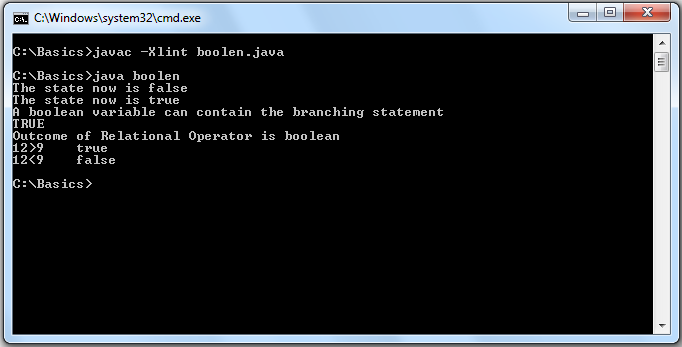 C:\Windows\system32\cmd.exe
C:\Basics>javac -Xlint boolen.java
C:\Basics>java boolen
The state now is false
The state now is true
A boolean variable can contain the branching statement
TRUE
Outcome of Relational Operator is boolean
12>9    true
12<9    false
C:\Basics>